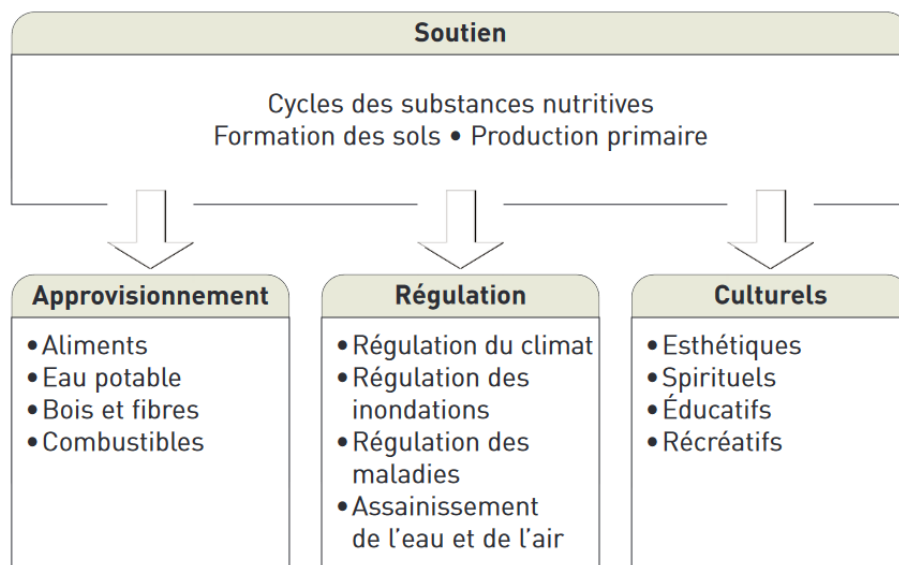 Soutien
Cycles des substances nutritives
Formation des sols • Production primaire
Approvisionnement
• Aliments
• Eau potable
• Bois et fibres
• Combustibles
Régulation
• Régulation du climat
• Régulation des
inondations
• Régulation des
maladies
• Assainissement
de l’eau et de l’air
Culturels
• Esthétiques
• Spirituels
• Éducatifs
• Récréatifs